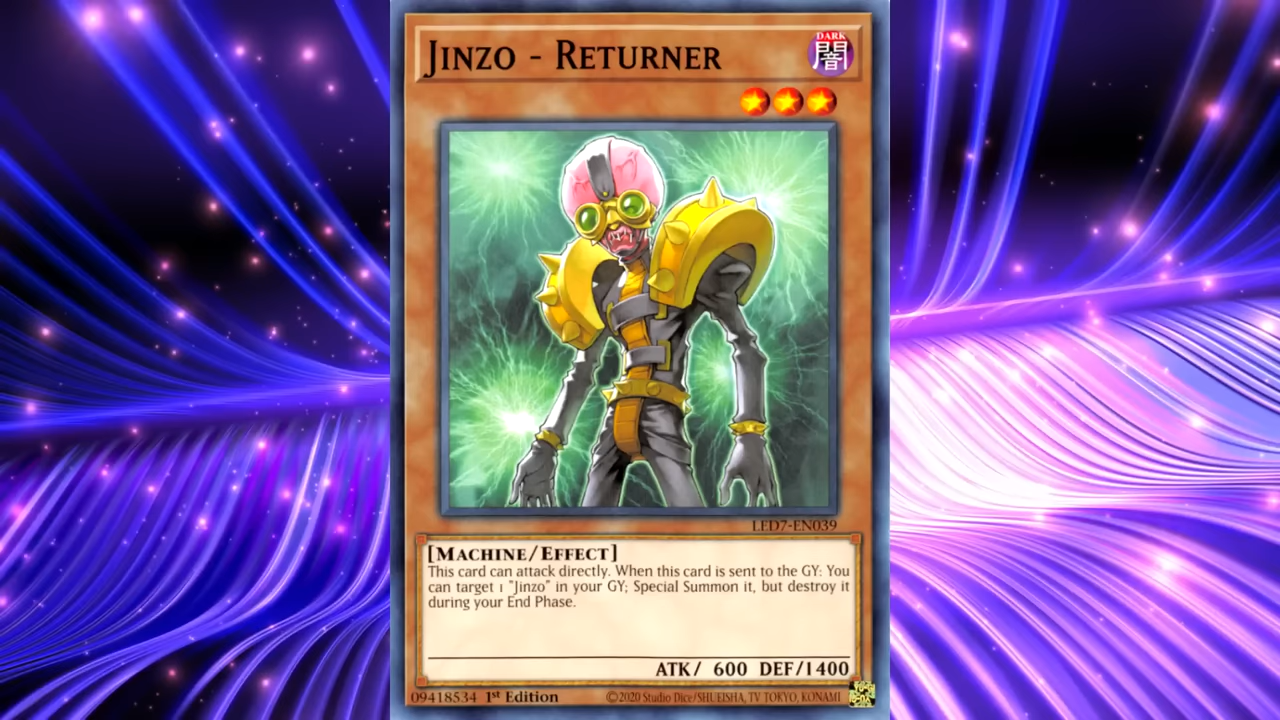 Jinzo - Returner
DARK
闇
LED7-EN039
[Machine/Effect]
This card can attack directly. When this card is sent to the GY: You
can target 1 "Jinzo" in your GY; Special Summon it, but destroy it
during your End Phase.
ATK/ 600 DEF/1400
09418534 1st Edition ©2020 Studio Dice/SHUEISHA, TV TOKYO, KONAMI